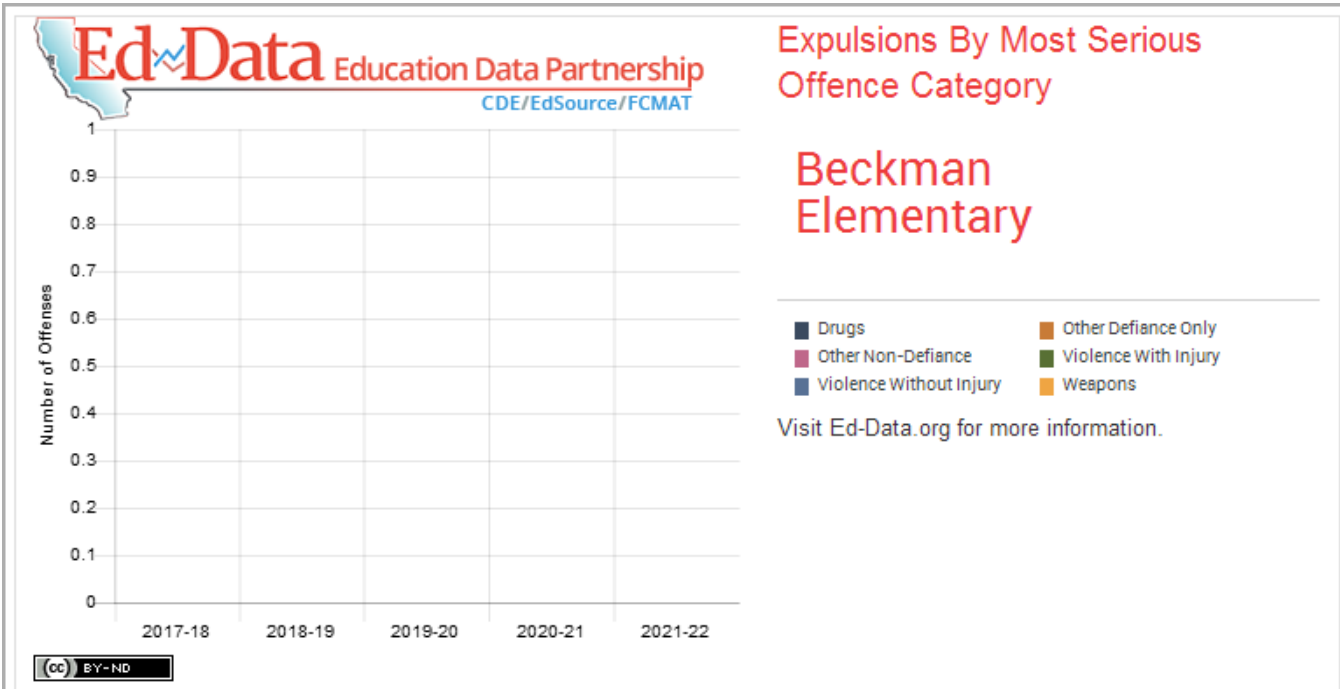 Ed Data Education Data Partnership
CDE/EdSource/FCMAT
Expulsions By Most Serious
Offence Category
Beckman
Elementary
Number of Offenses
1
0.9
0.8
0.7
0.6
0.5
0.4
0.3
0.2
0.1
0
2017-18 2018-19 2019-20 2020-21 2021-22
Drugs Other Defiance Only
Other Non-Defiance Violence With Injury
Violence Without Injury Weapons
Visit Ed-Data.org for more information.
(cc) BY-ND